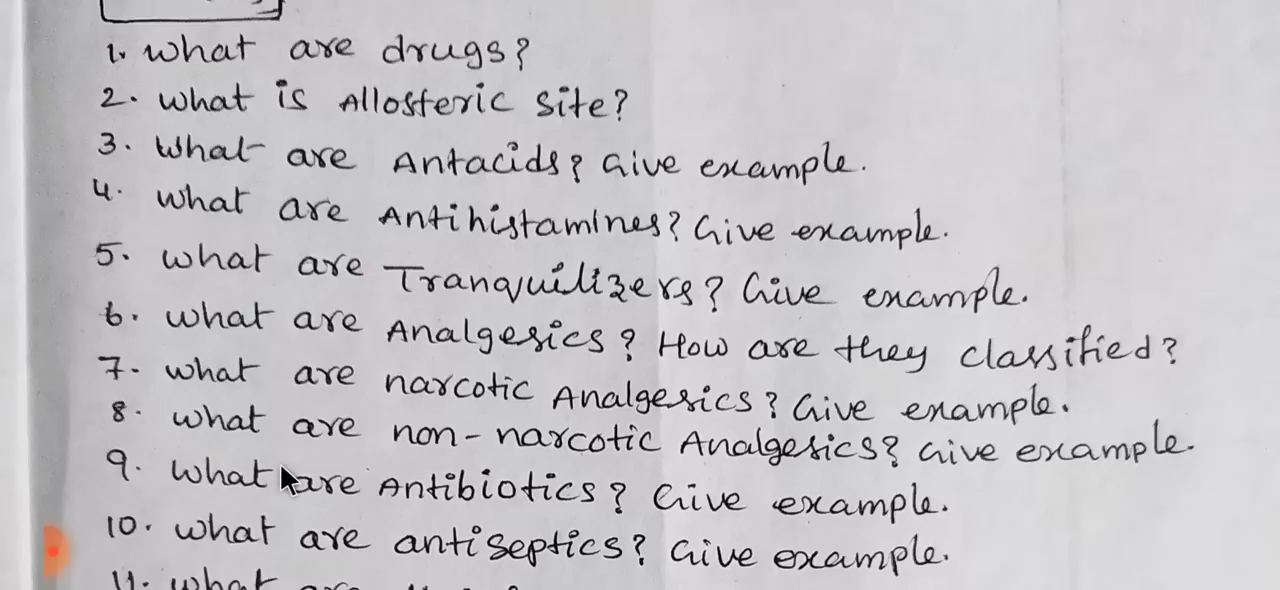 1. What are drugs?
2. What is Allosteric site?
3. What are Antacids? Give example.
4. What are Antihistamines? Give example.
5. What are Tranquilizers? Give example.
6. What are Analgesics? How are they classified?
7. What are narcotic Analgesics? Give example.
8. What are non-narcotic Analgesics? Give example.
9. What are Antibiotics? Give example.
10. What are antiseptics? Give example.
11. What are